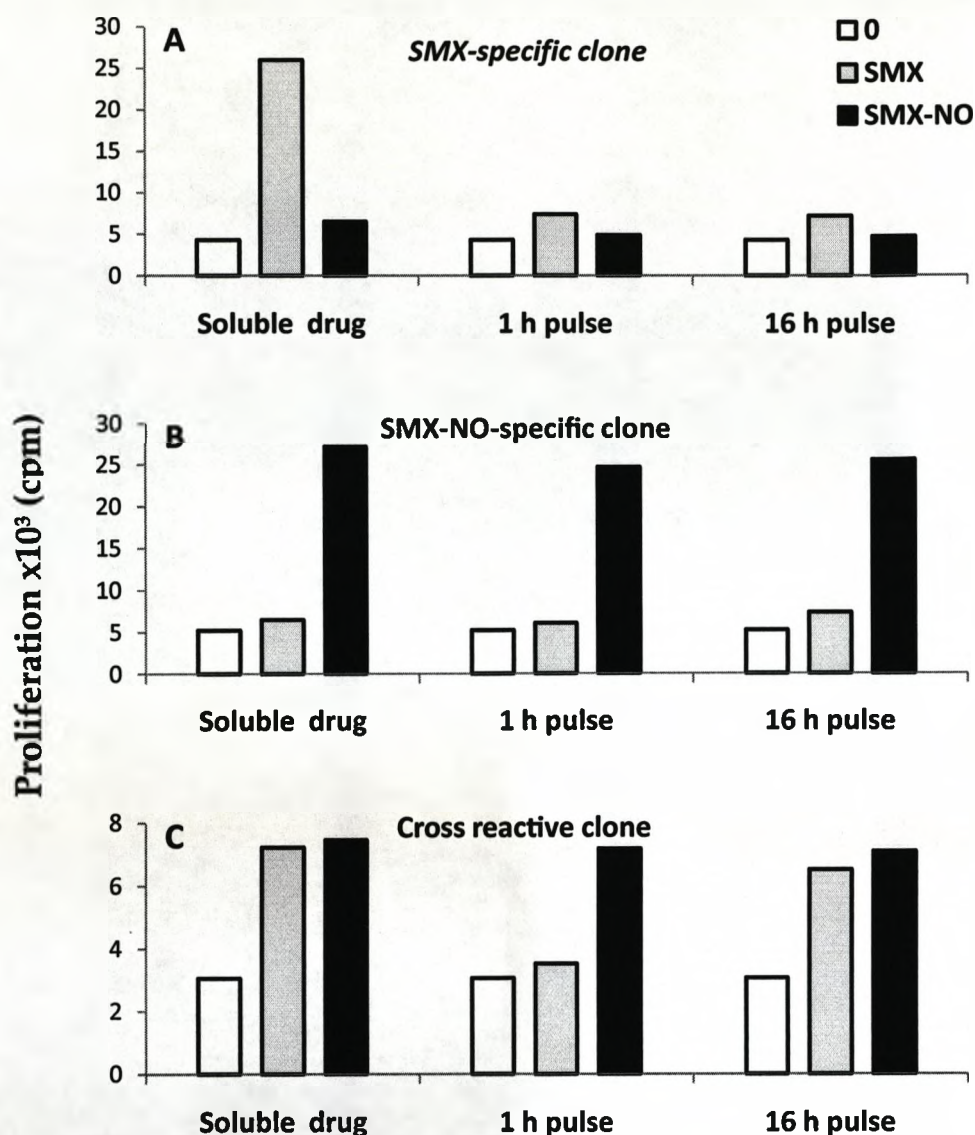 A
SMX-specific clone
0
SMX
SMX-NO
30
25
20
15
10
5
0
Soluble drug 1 h pulse 16 h pulse
Proliferation x10³ (cpm)
B
SMX-NO-specific clone
30
25
20
15
10
5
0
Soluble drug 1 h pulse 16 h pulse
C
Cross reactive clone
8
6
4
2
0
Soluble drug 1 h pulse 16 h pulse